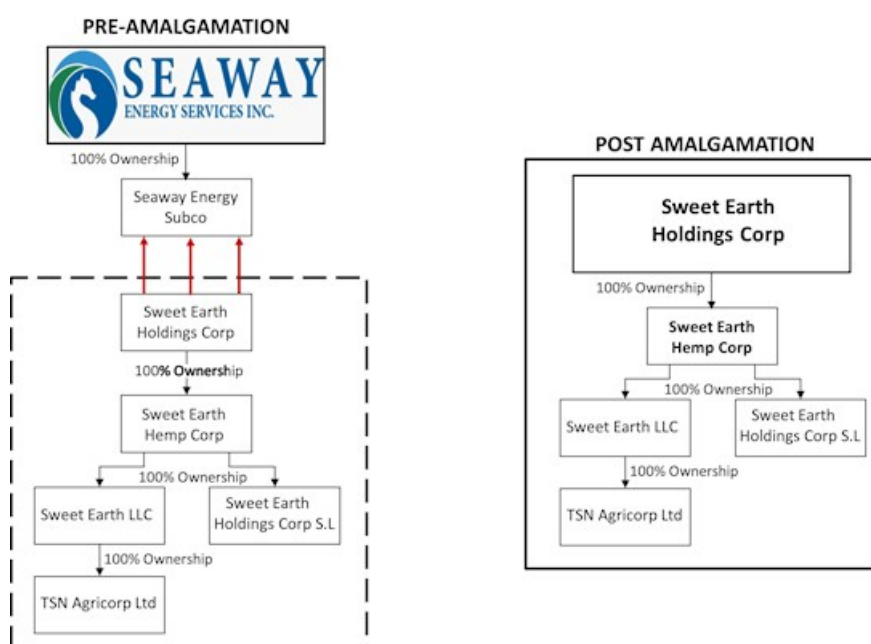 PRE-AMALGAMATION
SEAWAY
ENERGY SERVICES INC.
100% Ownership
Seaway Energy
Subco
Sweet Earth
Holdings Corp
100% Ownership
Sweet Earth
Hemp Corp
100% Ownership
Sweet Earth LLC
Sweet Earth
Holdings Corp S.L
100% Ownership
TSN Agricorp Ltd
POST AMALGAMATION
Sweet Earth
Holdings Corp
100% Ownership
Sweet Earth
Hemp Corp
100% Ownership
Sweet Earth LLC
Sweet Earth
Holdings Corp S.L
100% Ownership
TSN Agricorp Ltd